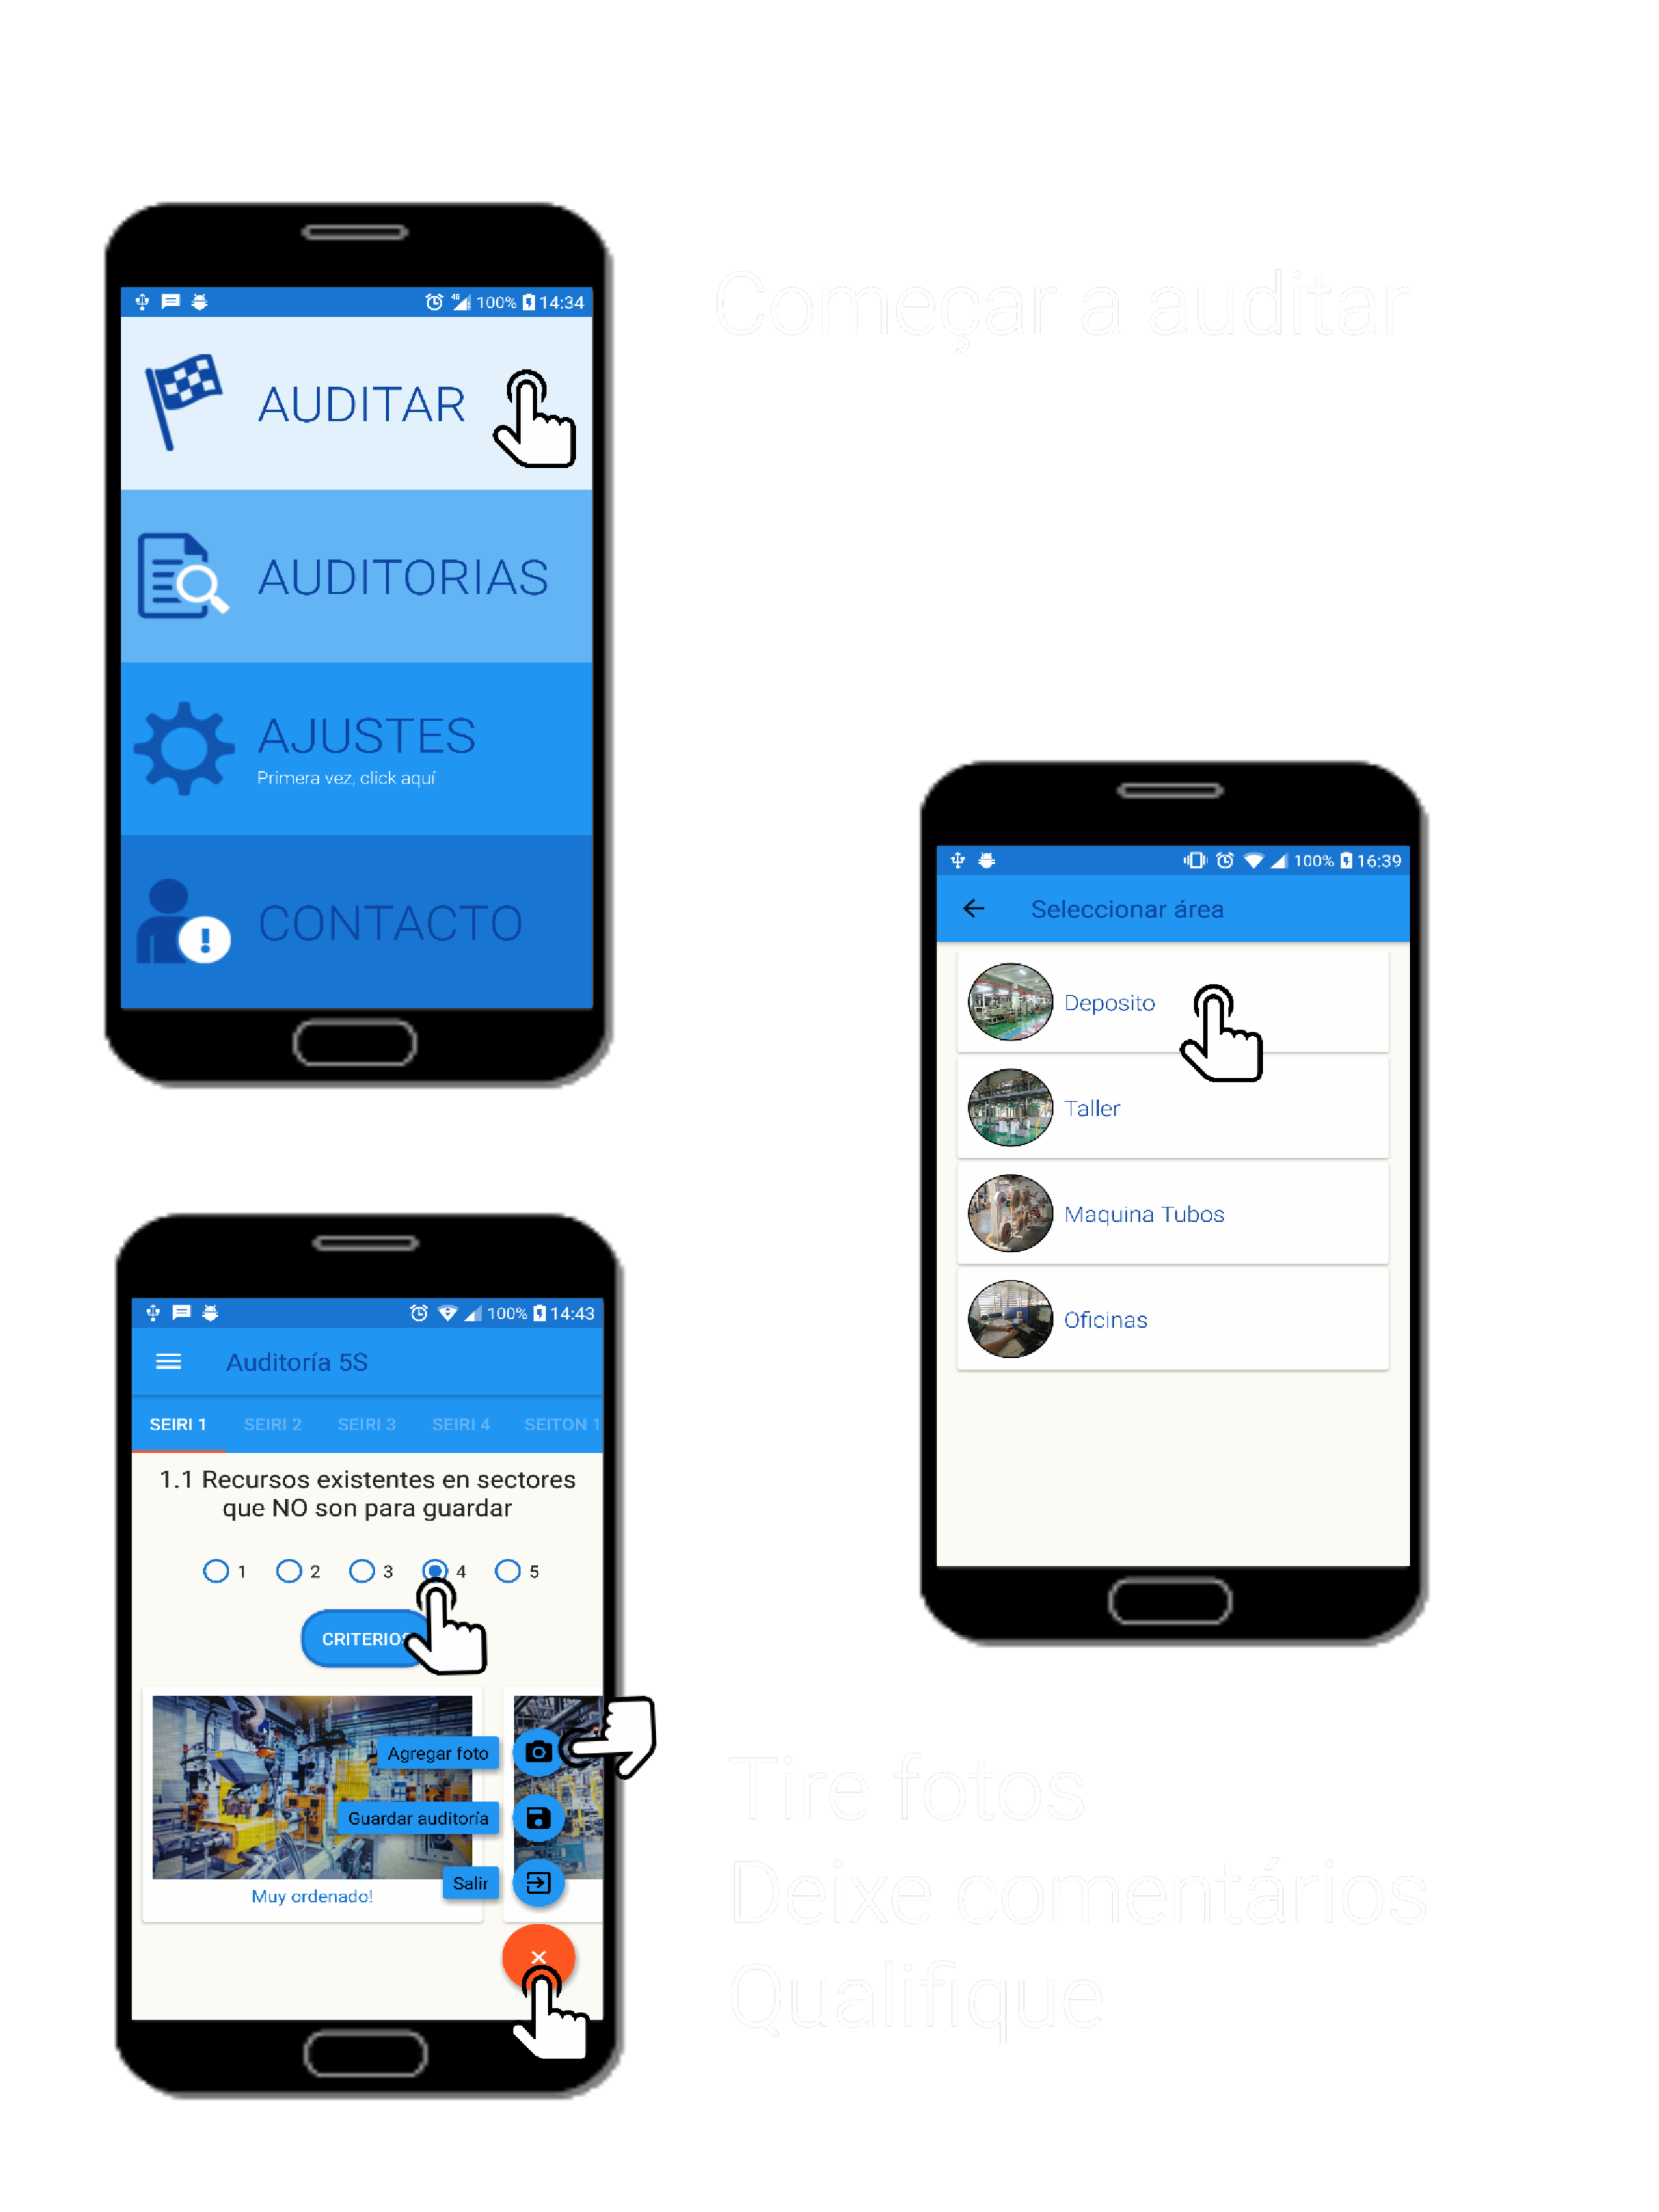 Começar a auditar
100% 14:34
AUDITAR
AUDITORIAS
AJUSTES
Primera vez, click aquí
CONTACTO
100% 16:39
Seleccionar área
Deposito
Taller
Maquina Tubos
Oficinas
100% 14:43
Auditoría 5S
SEIRI 1 SEIRI 2 SEIRI 3 SEIRI 4 SEITON 1
1.1 Recursos existentes en sectores
que NO son para guardar
1 2 3 4 5
CRITERIOS
Agregar foto
Guardar auditoría
Salir
Muy ordenado!
Tire fotos
Deixe comentários
Qualifique